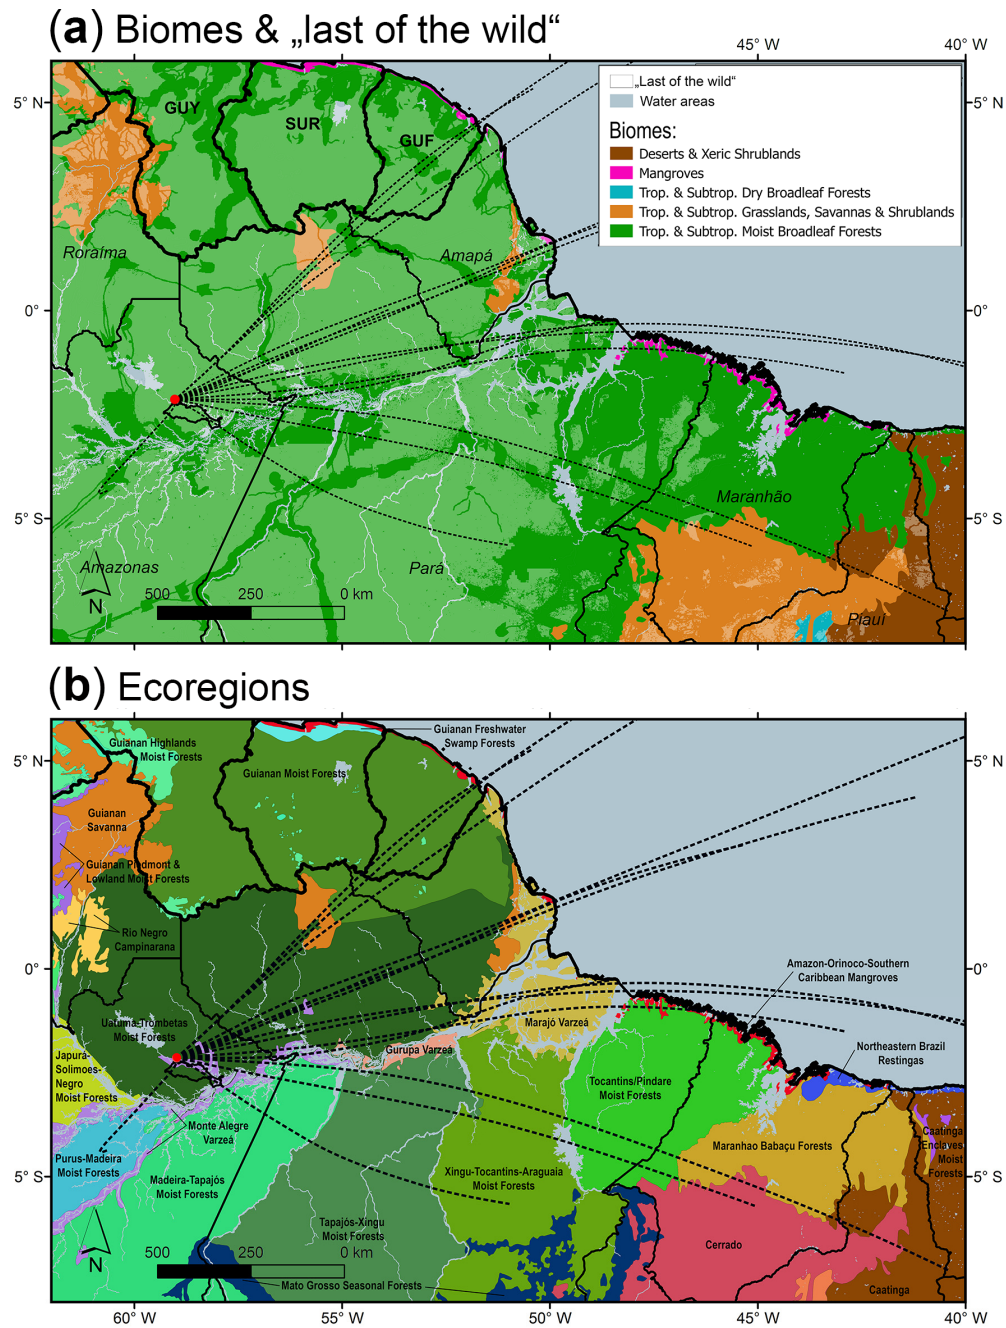 (a) Biomes & „last of the wild“
45° W
40° W
5° N
5° N
GUY
SUR
GUF
„Last of the wild“
Water areas
Biomes:
Deserts & Xeric Shrublands
Mangroves
Trop. & Subtrop. Dry Broadleaf Forests
Trop. & Subtrop. Grasslands, Savannas & Shrublands
Trop. & Subtrop. Moist Broadleaf Forests
Roraíma
Amapá
0°
0°
Maranhão
5° S
5° S
Amazonas
Pará
N
500
250
0 km
Piauí
(b) Ecoregions
Guianan Freshwater
Swamp Forests
Guianan Highlands
Moist Forests
5° N
5° N
Guianan Moist Forests
Guianan
Savanna
Guianan Piedmont &
Lowland Moist Forests
Rio Negro
Campinarana
0°
0°
Amazon-Orinoco-Southern
Caribbean Mangroves
Uatuma-Trombetas
Moist Forests
Marajó Varzeá
Gurupa Varzeá
Northeastern Brazil
Restingas
Japurá-
Solimoes-
Negro
Moist Forests
Tocantins/Pindare
Moist Forests
Monte Alegre
Varzeá
Maranhao Babaçu Forests
Caatinga
Enclaves
Moist
Forests
Purus-Madeira
Moist Forests
Madeira-Tapajós
Moist Forests
Xingu-Tocantins-Araguaia
Moist Forests
5° S
5° S
Tapajós-Xingu
Moist Forests
Cerrado
N
500
250
0 km
Mato Grosso Seasonal Forests
Caatinga
60° W
55° W
50° W
45° W
40° W